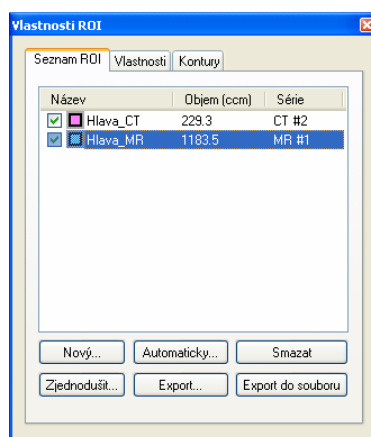 Vlastnosti ROI
Seznam ROI Vlastnosti Kontury
Název Objem (ccm) Série
Hlava_CT 229.3 CT #2
Hlava_MR 1183.5 MR #1
Nový... Automaticky... Smazat
Zjednodušit... Export... Export do souboru